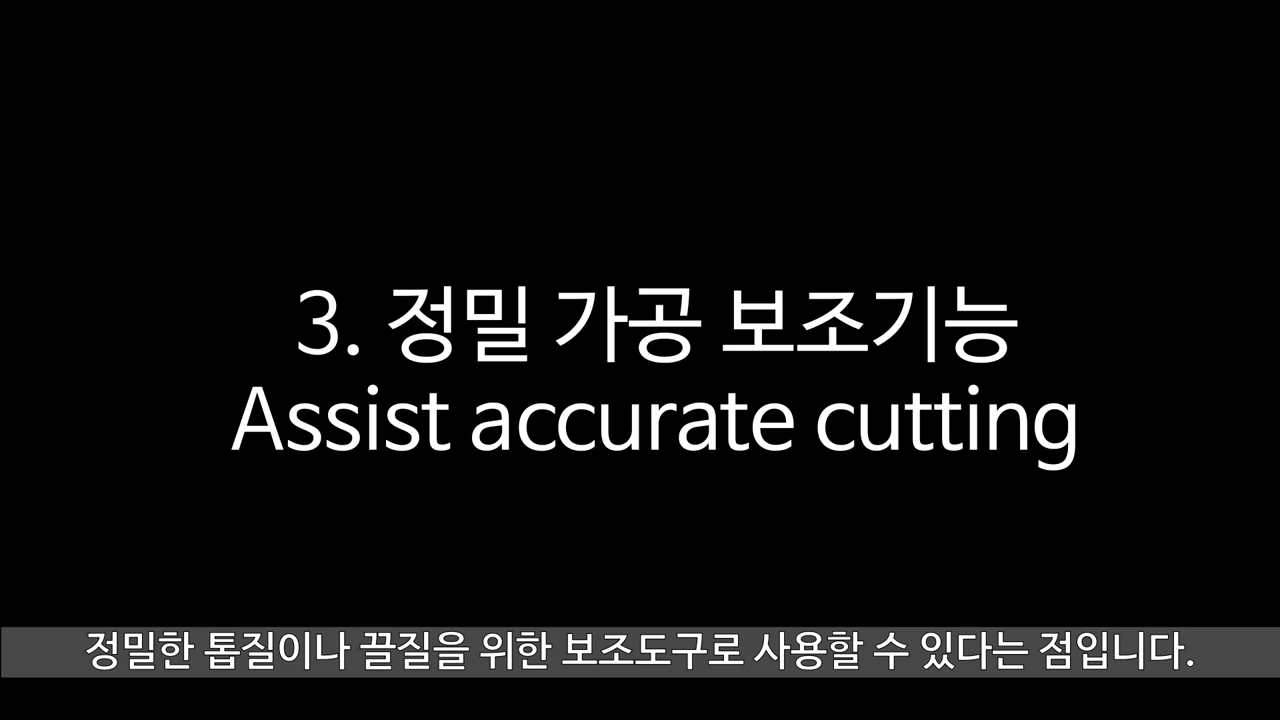 3. 정밀 가공 보조기능
Assist accurate cutting
정밀한 톱질이나 끌질을 위한 보조도구로 사용할 수 있다는 점입니다.